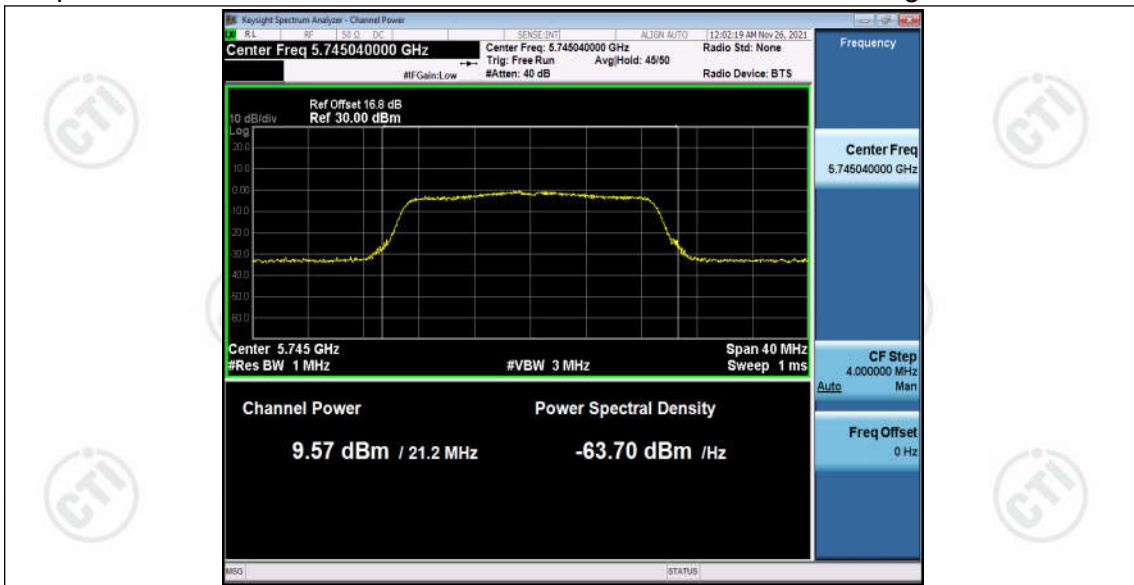 Keysight Spectrum Analyzer - Channel Power
RL RF 50 Ω DC SENSE:INT ALIGN AUTO 12:02:19 AM Nov 26, 2021
Center Freq 5.745040000 GHz
Center Freq: 5.745040000 GHz
Radio Std: None
Trig: Free Run Avg|Hold: 45/50
#IFGain:Low #Atten: 40 dB Radio Device: BTS
Ref Offset 16.8 dB
10 dB/div Ref 30.00 dBm
Log
20.0
10.0
0.00
-10.0
-20.0
-30.0
-40.0
-50.0
-60.0
Center 5.745 GHz Span 40 MHz
#Res BW 1 MHz #VBW 3 MHz Sweep 1 ms
Channel Power Power Spectral Density
9.57 dBm / 21.2 MHz -63.70 dBm /Hz
MSG STATUS
Frequency
Center Freq
5.745040000 GHz
CF Step
4.000000 MHz
Auto Man
Freq Offset
0 Hz
CTI
CTI
CTI
CTI